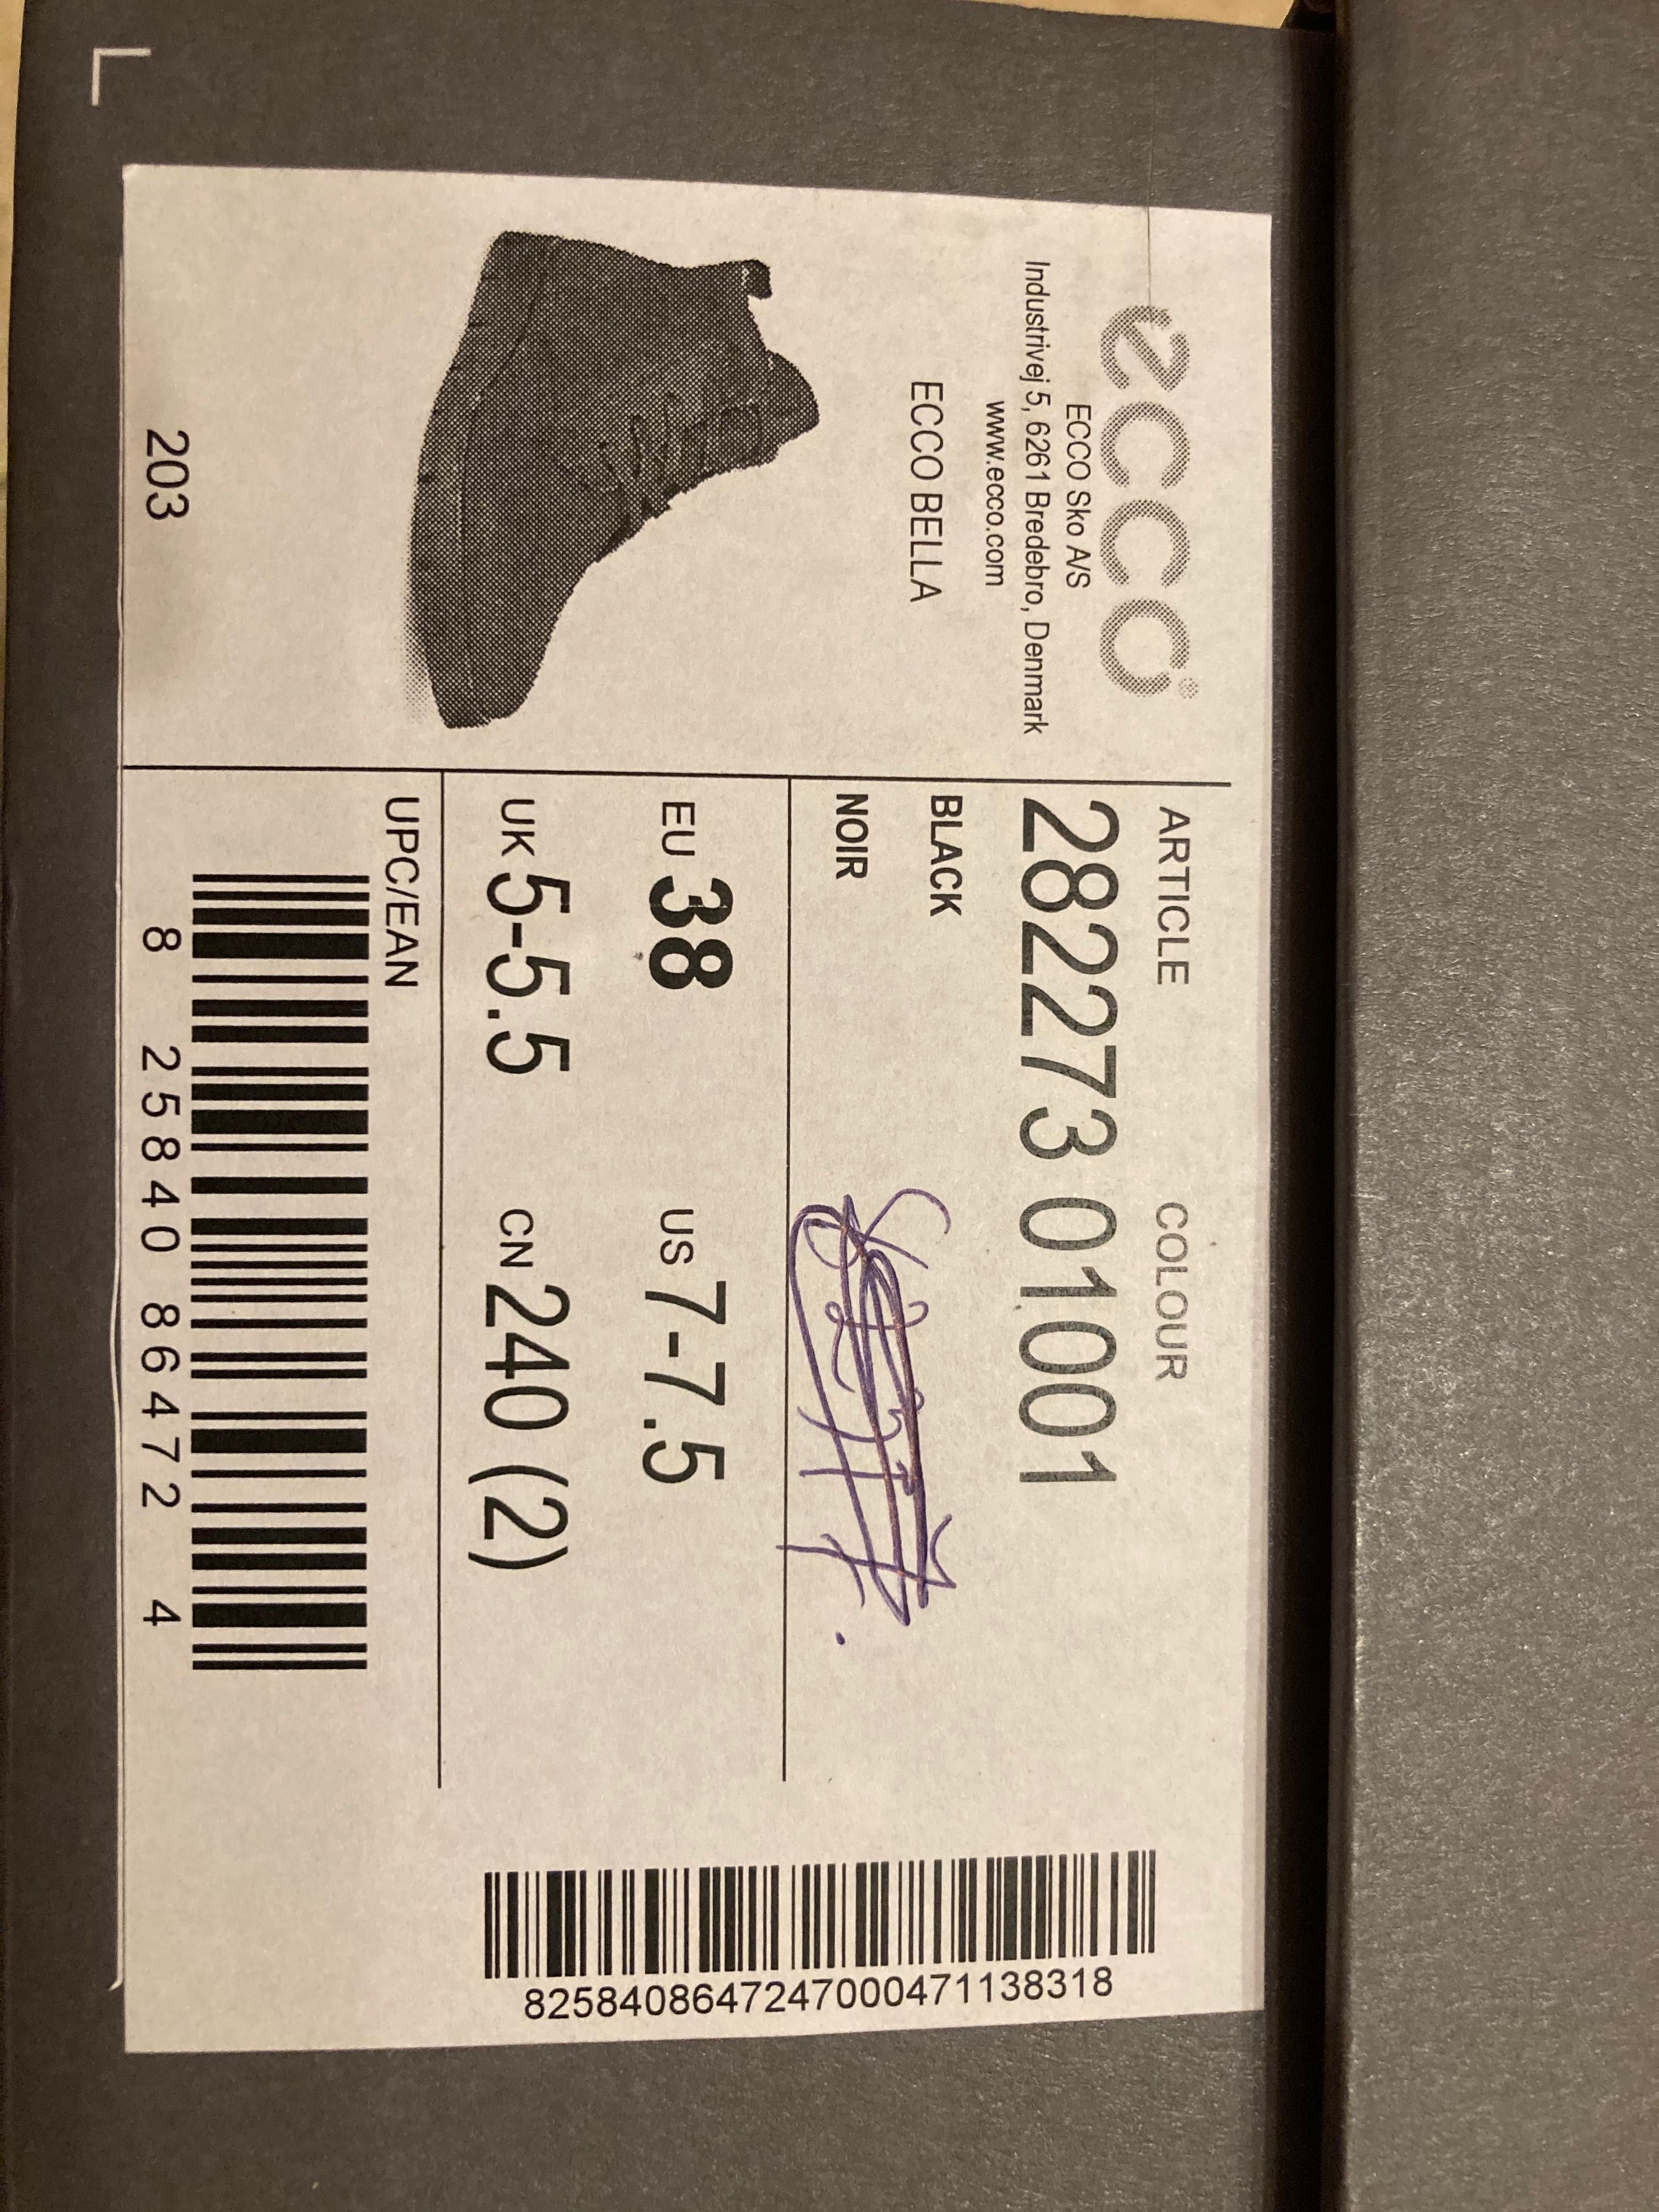 ecco®
ECCO Sko A/S
Industrivej 5, 6261 Bredebro, Denmark
www.ecco.com
ECCO BELLA
203
ARTICLE COLOUR
282273 01001
BLACK
NOIR
EU 38 US 7-7.5
UK 5-5.5 CN 240 (2)
UPC/EAN
8 25840 86472 4
825840864724700047 1138318